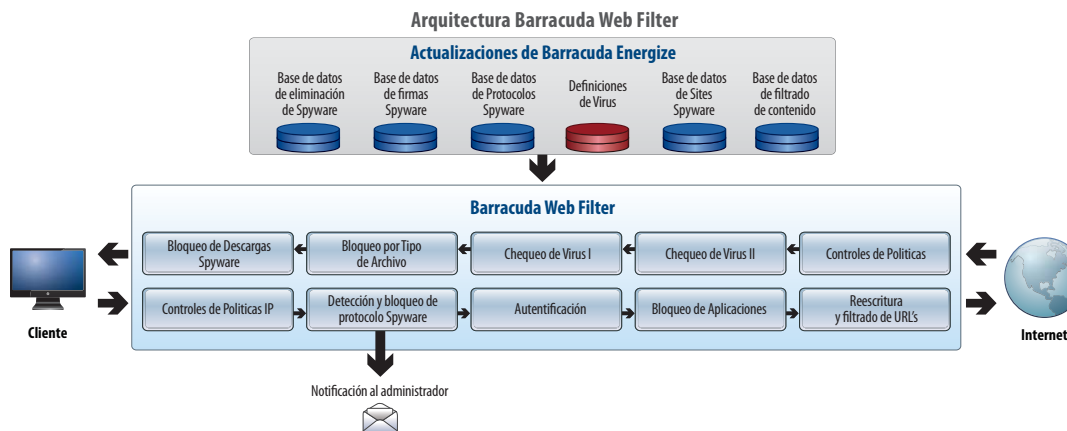 Arquitectura Barracuda Web Filter
Actualizaciones de Barracuda Energize
Base de datos
de eliminación
de Spyware
Base de datos
de firmas
Spyware
Base de datos
de Protocolos
Spyware
Definiciones
de Virus
Base de datos
de Sites
Spyware
Base de datos
de filtrado
de contenido
Barracuda Web Filter
Bloqueo de Descargas
Spyware
Bloqueo por Tipo
de Archivo
Chequeo de Virus I
Chequeo de Virus II
Controles de Politicas
Controles de Politicas IP
Detección y bloqueo de
protocolo Spyware
Autentificación
Bloqueo de Aplicaciones
Reescritura
y filtrado de URL's
Cliente
Internet
Notificación al administrador